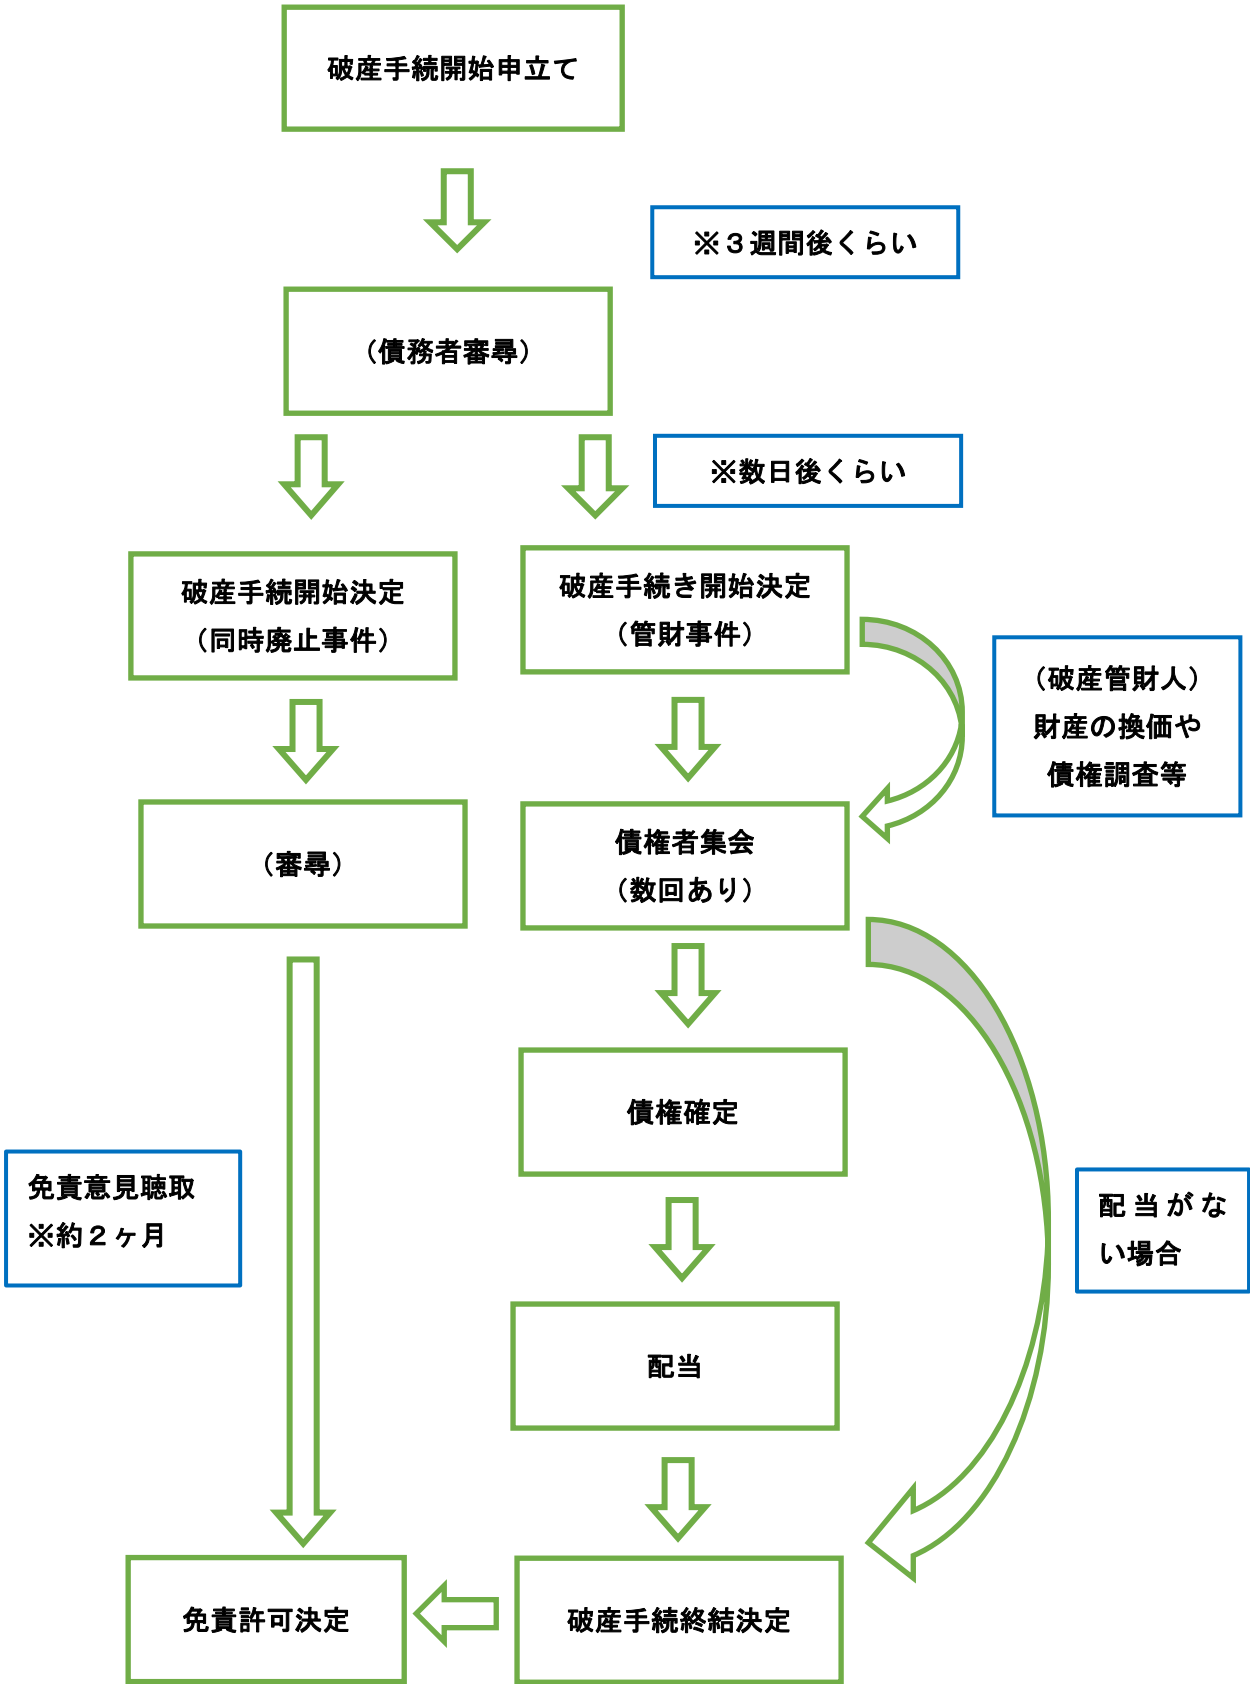 破産手続開始申立て
※３週間後くらい
（債務者審尋）
※数日後くらい
破産手続開始決定
（同時廃止事件）
破産手続き開始決定
（管財事件）
（破産管財人）
財産の換価や
債権調査等
（審尋）
債権者集会
（数回あり）
債権確定
免責意見聴取
※約２ヶ月
配当がな
い場合
配当
免責許可決定
破産手続終結決定